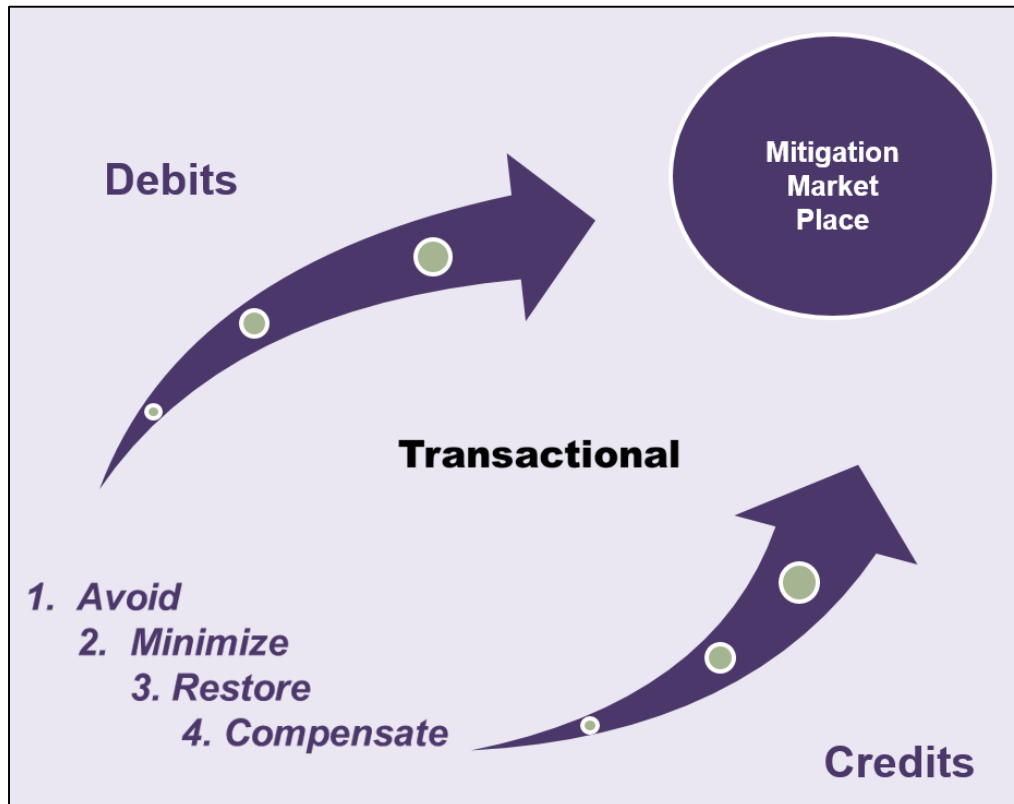 Mitigation
Market
Place
Debits
Transactional
1. Avoid
2. Minimize
3. Restore
4. Compensate
Credits